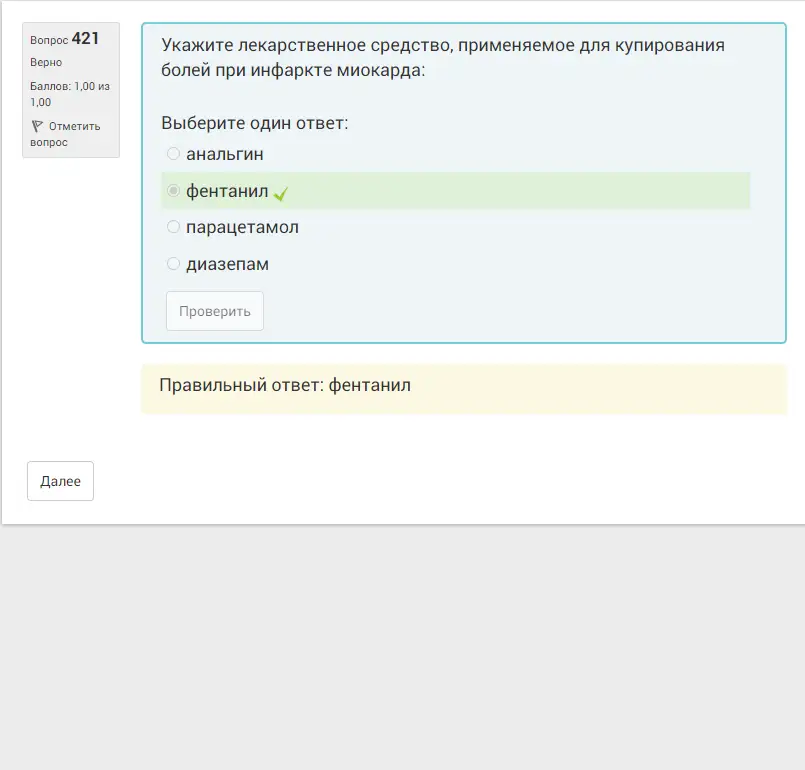 Вопрос 421
Верно
Баллов: 1,00 из
1,00
Отметить
вопрос
Укажите лекарственное средство, применяемое для купирования
болей при инфаркте миокарда:
Выберите один ответ:
анальгин
фентанил
парацетамол
диазепам
Проверить
Правильный ответ: фентанил
Далее